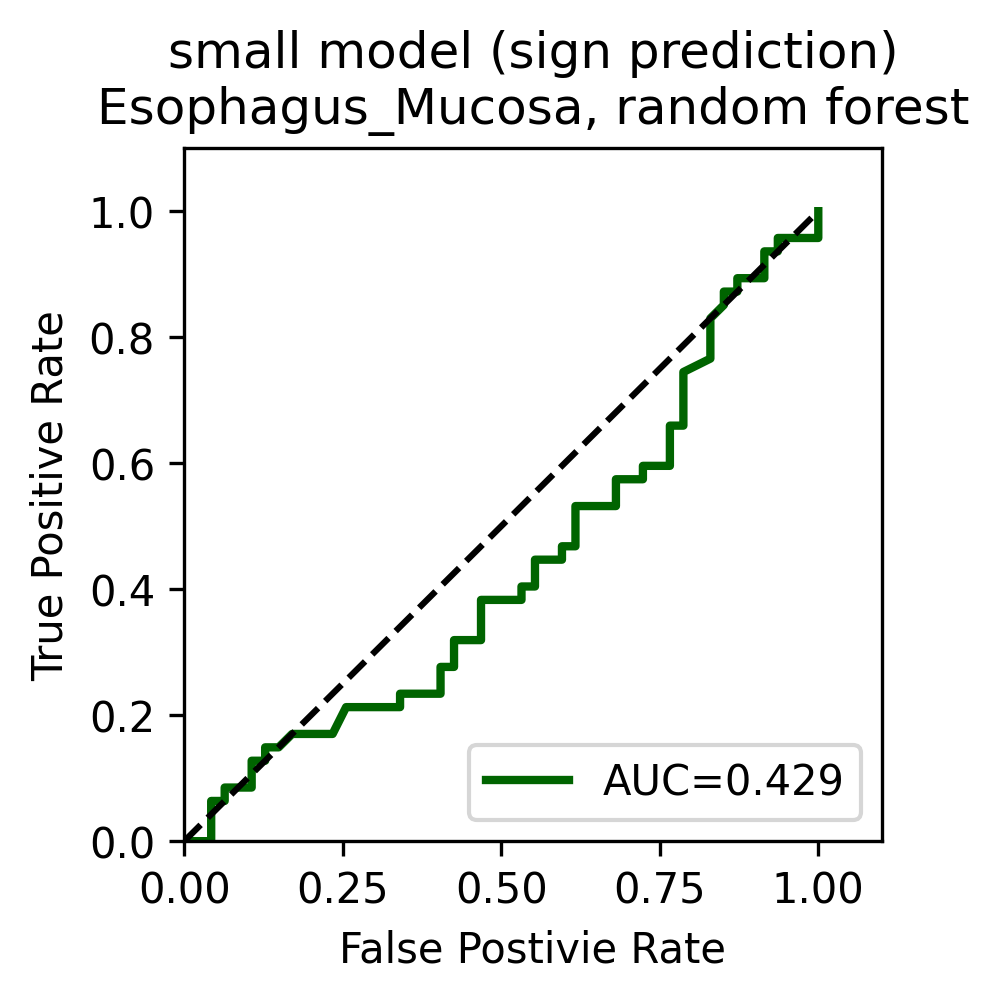 small model (sign prediction)
Esophagus_Mucosa, random forest
1.0
0.8
0.6
0.4
0.2
0.0
True Positive Rate
AUC=0.429
0.00 0.25 0.50 0.75 1.00
False Postivie Rate